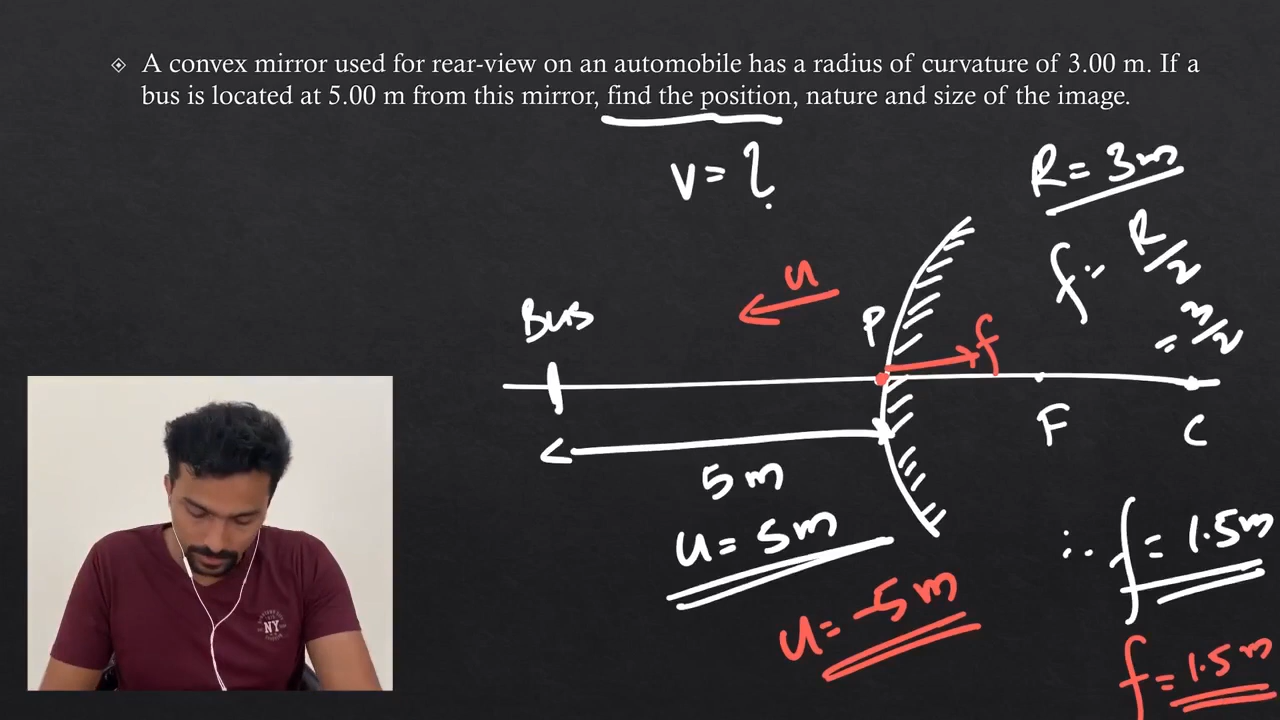 A convex mirror used for rear-view on an automobile has a radius of curvature of 3.00 m. If a
bus is located at 5.00 m from this mirror, find the position, nature and size of the image.
v = ?
R = 3m
f = R/2
= 3/2
u
Bus
P
f
F
C
5 m
u = 5m
∴ f = 1.5m
u = -5 m
f = 1.5m
NY